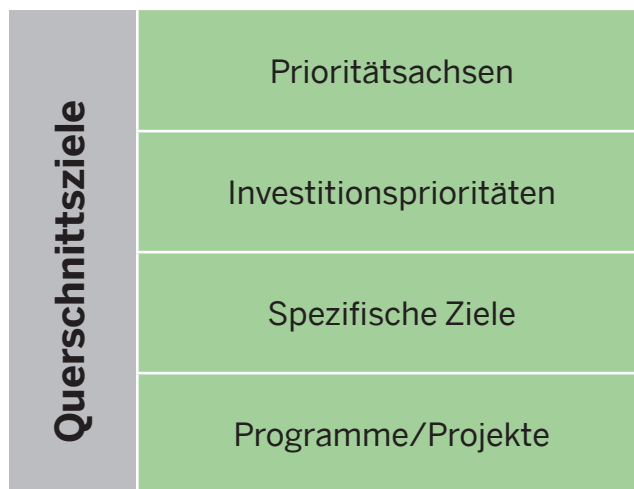 Querschnittsziele
Prioritätsachsen
Investitionsprioritäten
Spezifische Ziele
Programme/Projekte